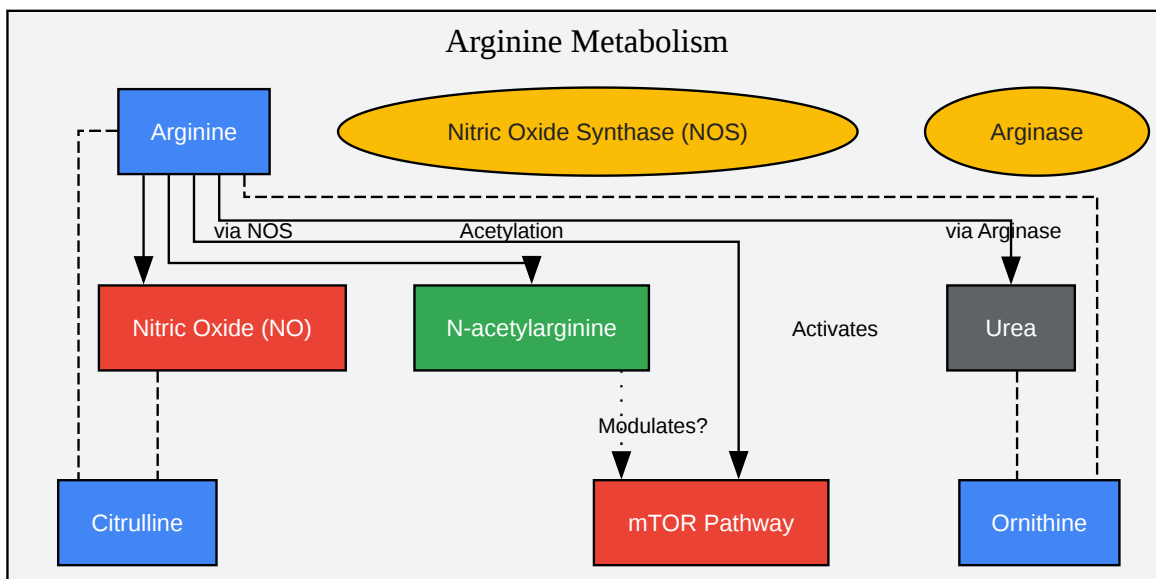 Arginine Metabolism
Arginine
Nitric Oxide Synthase (NOS)
Arginase
via NOS
Acetylation
via Arginase
Nitric Oxide (NO)
N-acetylarginine
Activates
Urea
Modulates?
Citrulline
mTOR Pathway
Ornithine